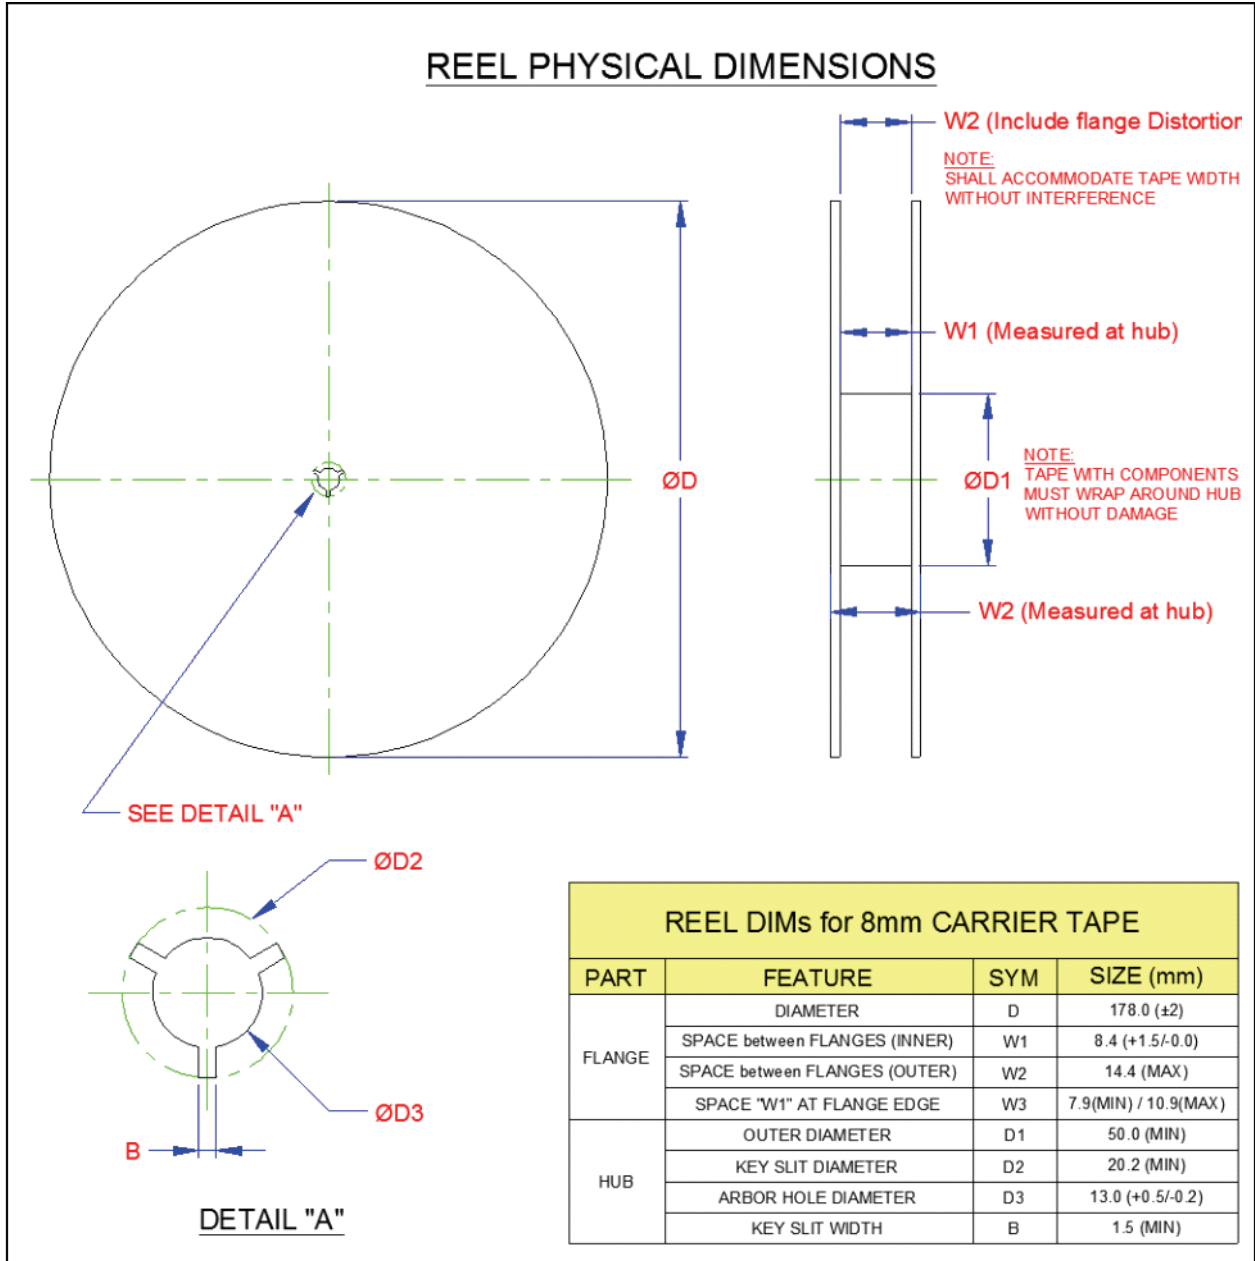 REEL PHYSICAL DIMENSIONS
W2 (Include flange Distortion
NOTE:
SHALL ACCOMMODATE TAPE WIDTH
WITHOUT INTERFERENCE
W1 (Measured at hub)
ØD
ØD1
NOTE:
TAPE WITH COMPONENTS
MUST WRAP AROUND HUB
WITHOUT DAMAGE
W2 (Measured at hub)
SEE DETAIL "A"
ØD2
ØD3
B
DETAIL "A"
REEL DIMs for 8mm CARRIER TAPE
PART FEATURE SYM SIZE (mm)
FLANGE
DIAMETER D 178.0 (±2)
SPACE between FLANGES (INNER) W1 8.4 (+1.5/-0.0)
SPACE between FLANGES (OUTER) W2 14.4 (MAX)
SPACE "W1" AT FLANGE EDGE W3 7.9(MIN) / 10.9(MAX)
HUB
OUTER DIAMETER D1 50.0 (MIN)
KEY SLIT DIAMETER D2 20.2 (MIN)
ARBOR HOLE DIAMETER D3 13.0 (+0.5/-0.2)
KEY SLIT WIDTH B 1.5 (MIN)